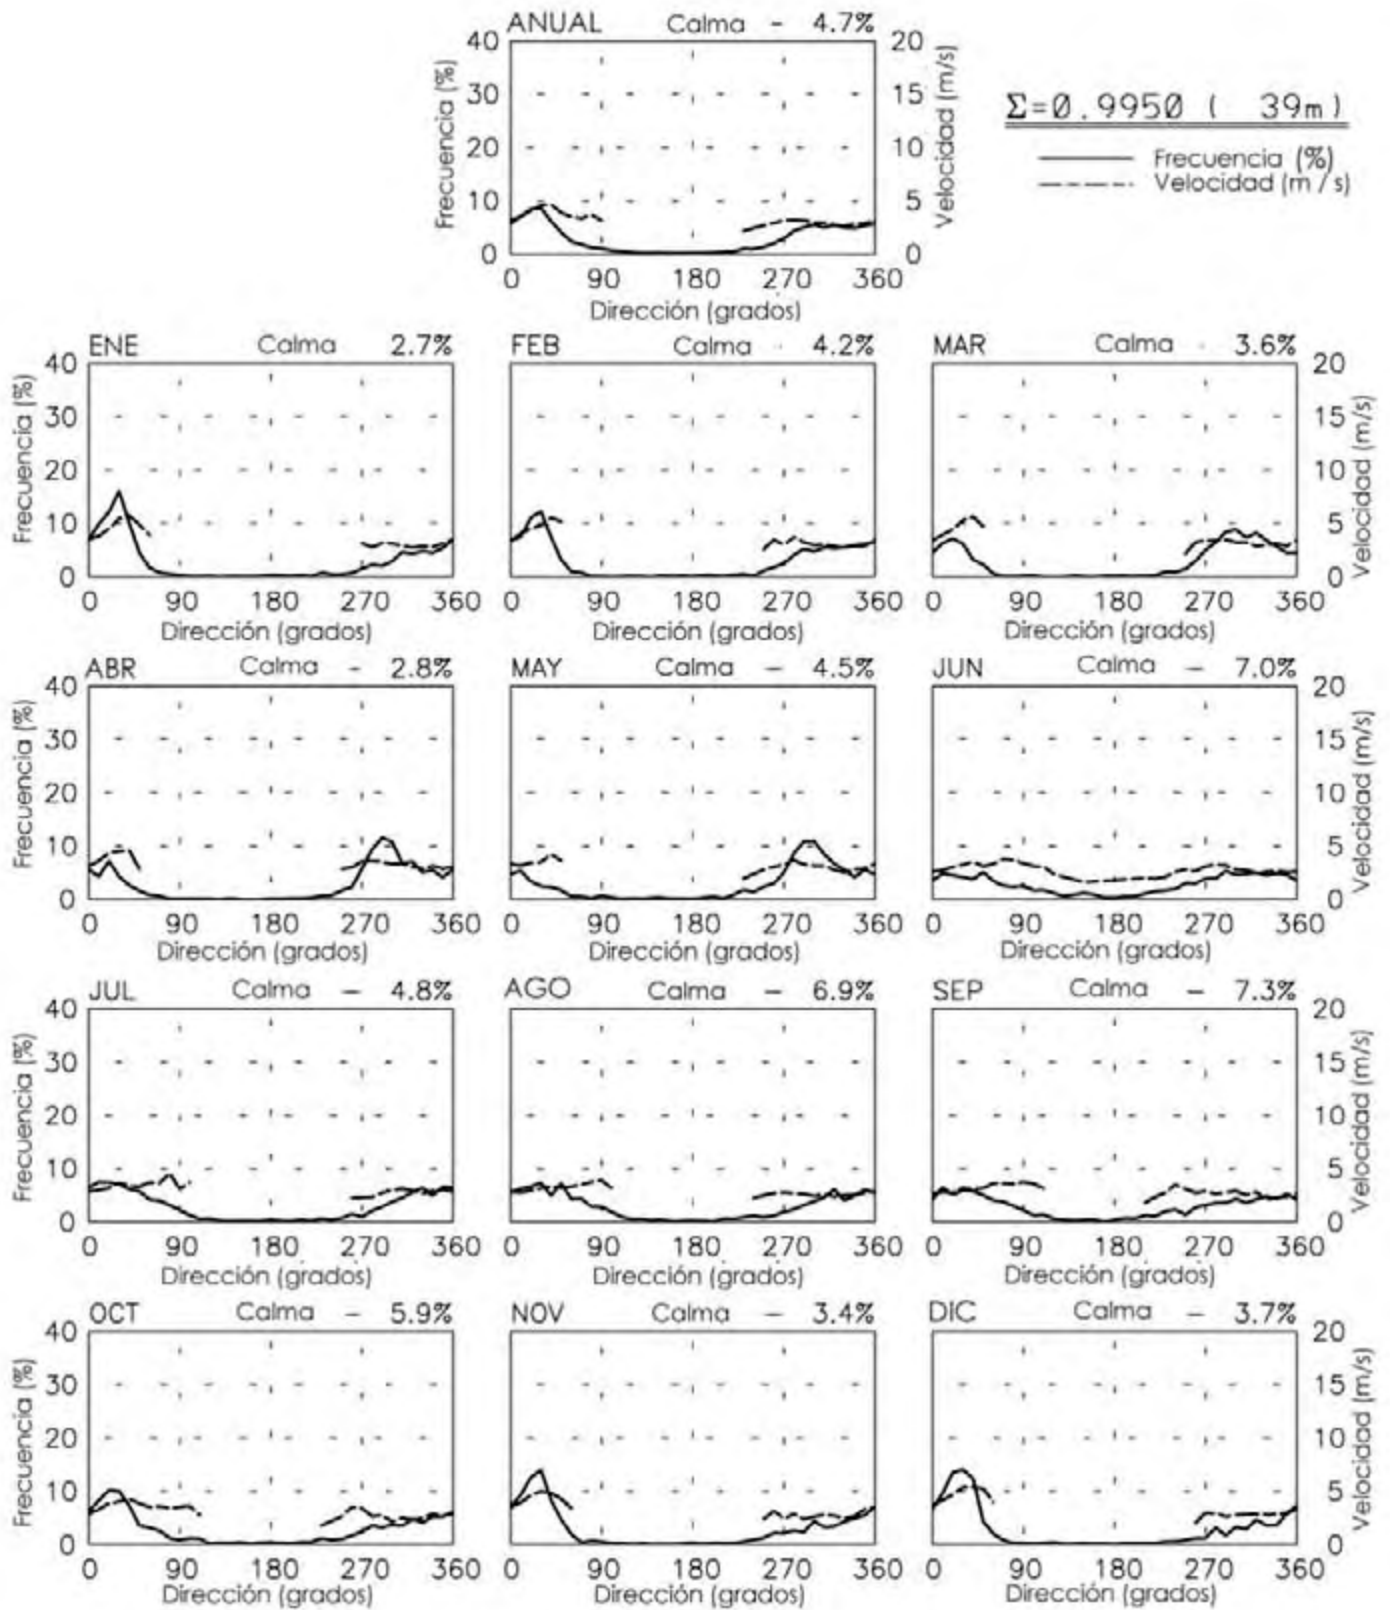 ANUAL Calma - 4.7%
40 20
30 15
20 10
10 5
0 0
Frecuencia (%)
Velocidad (m/s)
0 90 180 270 360
Dirección (grados)
Σ=0.9950 ( 39m)
Frecuencia (%)
Velocidad (m/s)
ENE Calma 2.7%
FEB Calma - 4.2%
MAR Calma - 3.6%
40 20
30 15
20 10
10 5
0 0
Frecuencia (%)
Velocidad (m/s)
0 90 180 270 360 0 90 180 270 360 0 90 180 270 360
Dirección (grados) Dirección (grados) Dirección (grados)
ABR Calma - 2.8%
MAY Calma - 4.5%
JUN Calma - 7.0%
40 20
30 15
20 10
10 5
0 0
Frecuencia (%)
Velocidad (m/s)
0 90 180 270 360 0 90 180 270 360 0 90 180 270 360
Dirección (grados) Dirección (grados) Dirección (grados)
JUL Calma - 4.8%
AGO Calma - 6.9%
SEP Calma - 7.3%
40 20
30 15
20 10
10 5
0 0
Frecuencia (%)
Velocidad (m/s)
0 90 180 270 360 0 90 180 270 360 0 90 180 270 360
Dirección (grados) Dirección (grados) Dirección (grados)
OCT Calma - 5.9%
NOV Calma - 3.4%
DIC Calma - 3.7%
40 20
30 15
20 10
10 5
0 0
Frecuencia (%)
Velocidad (m/s)
0 90 180 270 360 0 90 180 270 360 0 90 180 270 360
Dirección (grados) Dirección (grados) Dirección (grados)